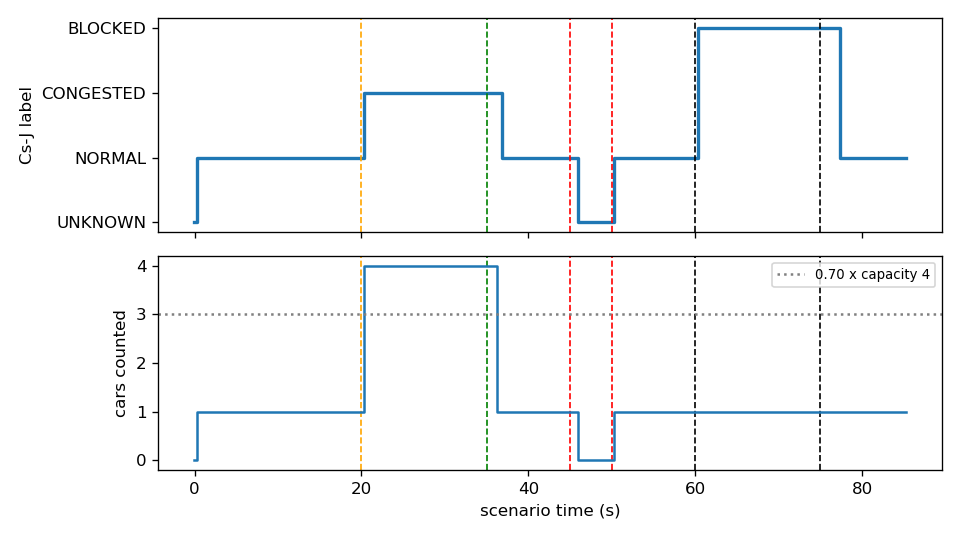 BLOCKED
CONGESTED
NORMAL
UNKNOWN
Cs-J label
4
3
2
1
0
cars counted
0.70 x capacity 4
0 20 40 60 80
scenario time (s)